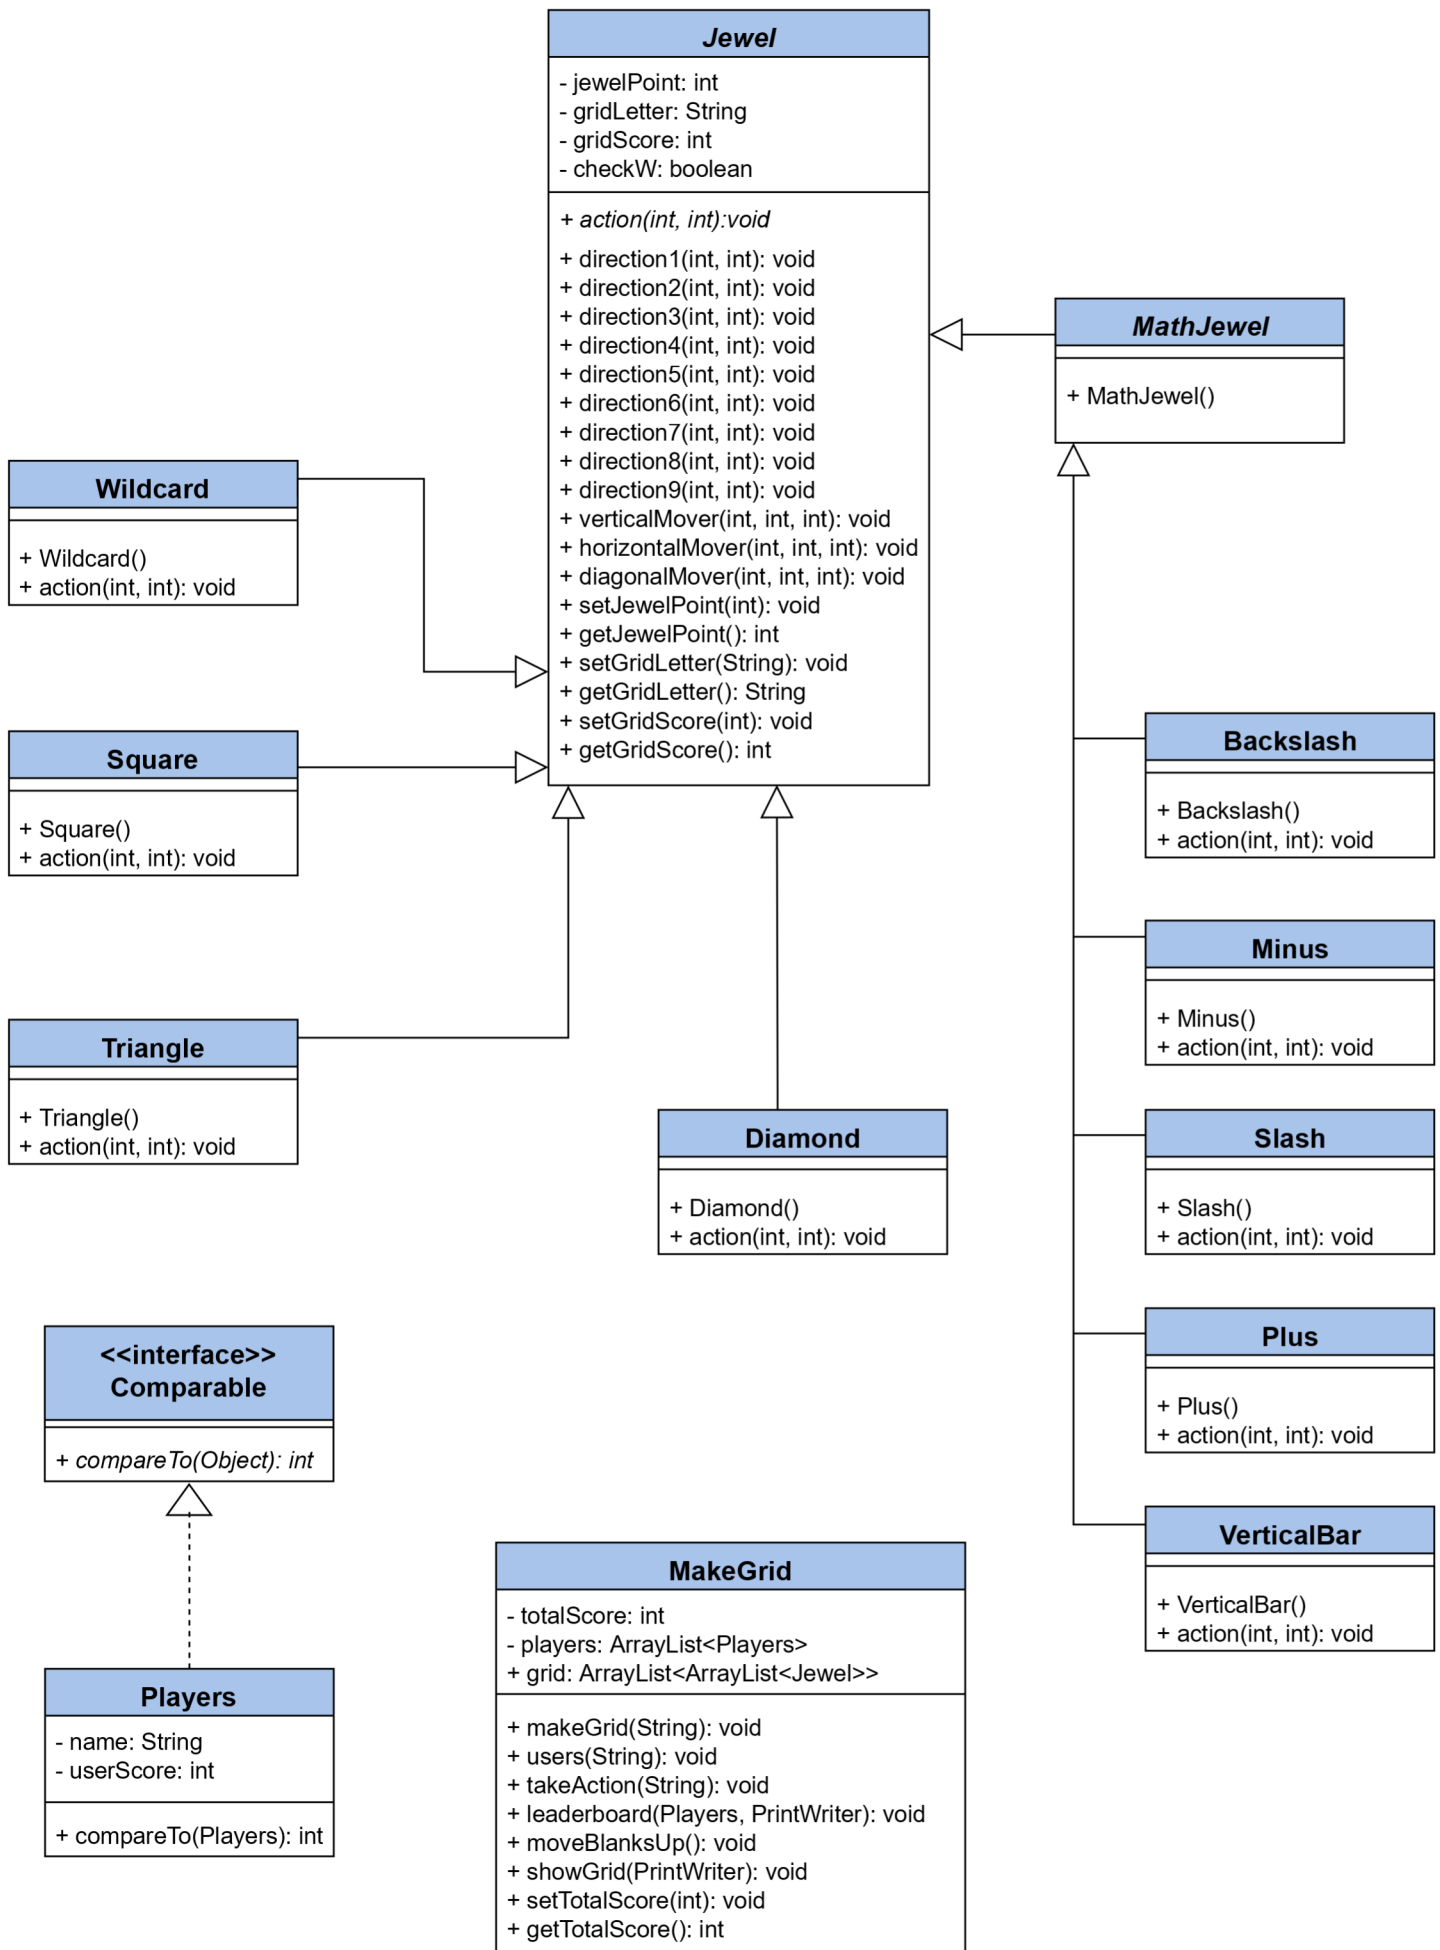 Jewel
- jewelPoint: int
- gridLetter: String
- gridScore: int
- checkW: boolean
+ action(int, int):void
+ direction1(int, int): void
+ direction2(int, int): void
+ direction3(int, int): void
+ direction4(int, int): void
+ direction5(int, int): void
+ direction6(int, int): void
+ direction7(int, int): void
+ direction8(int, int): void
+ direction9(int, int): void
+ verticalMover(int, int, int): void
+ horizontalMover(int, int, int): void
+ diagonalMover(int, int, int): void
+ setJewelPoint(int): void
+ getJewelPoint(): int
+ setGridLetter(String): void
+ getGridLetter(): String
+ setGridScore(int): void
+ getGridScore(): int
MathJewel
+ MathJewel()
Wildcard
+ Wildcard()
+ action(int, int): void
Square
+ Square()
+ action(int, int): void
Triangle
+ Triangle()
+ action(int, int): void
Diamond
+ Diamond()
+ action(int, int): void
Backslash
+ Backslash()
+ action(int, int): void
Minus
+ Minus()
+ action(int, int): void
Slash
+ Slash()
+ action(int, int): void
Plus
+ Plus()
+ action(int, int): void
VerticalBar
+ VerticalBar()
+ action(int, int): void
<<interface>>
Comparable
+ compareTo(Object): int
Players
- name: String
- userScore: int
+ compareTo(Players): int
MakeGrid
- totalScore: int
- players: ArrayList<Players>
+ grid: ArrayList<ArrayList<Jewel>>
+ makeGrid(String): void
+ users(String): void
+ takeAction(String): void
+ leaderboard(Players, PrintWriter): void
+ moveBlanksUp(): void
+ showGrid(PrintWriter): void
+ setTotalScore(int): void
+ getTotalScore(): int